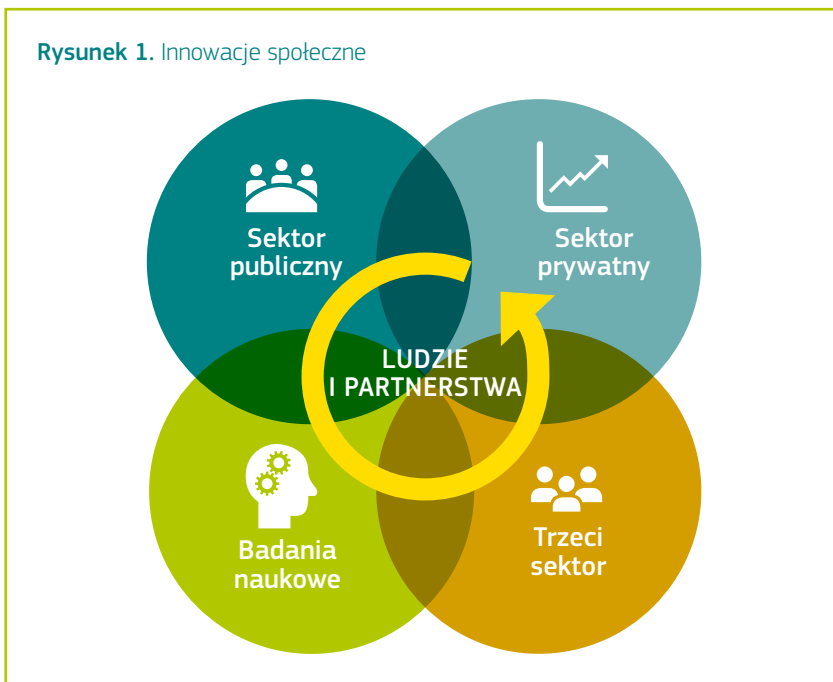 Rysunek 1. Innowacje społeczne
Sektor
publiczny
Sektor
prywatny
LUDZIE
I PARTNERSTWA
Badania
naukowe
Trzeci
sektor